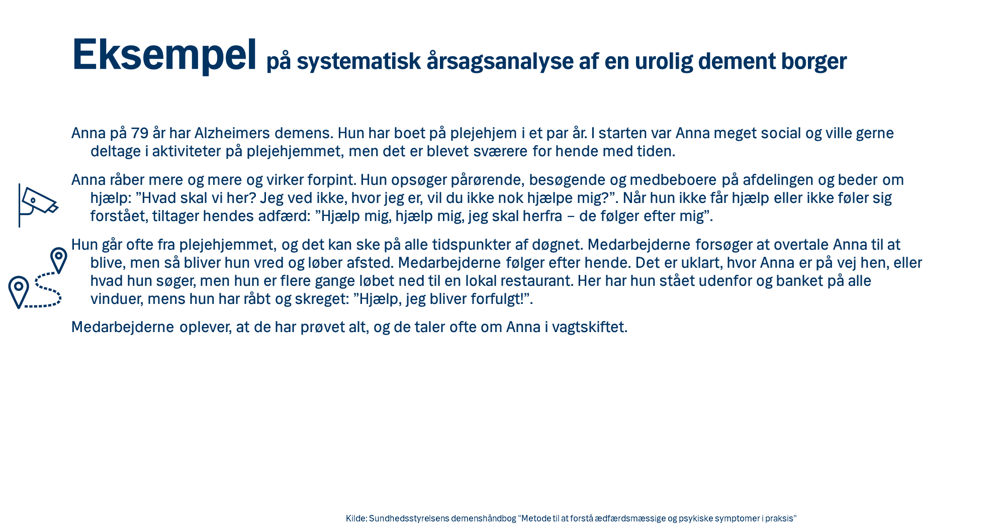 Eksempel på systematisk årsagsanalyse af en urolig dement borger
Anna på 79 år har Alzheimers demens. Hun har boet på plejehjem i et par år. I starten var Anna meget social og ville gerne
deltage i aktiviteter på plejehjemmet, men det er blevet sværere for hende med tiden.
Anna råber mere og mere og virker forpint. Hun opsøger pårørende, besøgende og medbeboere på afdelingen og beder om
hjælp: ”Hvad skal vi her? Jeg ved ikke, hvor jeg er, vil du ikke nok hjælpe mig?”. Når hun ikke får hjælp eller ikke føler sig
forstået, tiltager hendes adfærd: ”Hjælp mig, hjælp mig, jeg skal herfra – de følger efter mig”.
Hun går ofte fra plejehjemmet, og det kan ske på alle tidspunkter af døgnet. Medarbejderne forsøger at overtale Anna til at
blive, men så bliver hun vred og løber afsted. Medarbejderne følger efter hende. Det er uklart, hvor Anna er på vej hen, eller
hvad hun søger, men hun er flere gange løbet ned til en lokal restaurant. Her har hun stået udenfor og banket på alle
vinduer, mens hun har råbt og skreget: ”Hjælp, jeg bliver forfulgt!”.
Medarbejderne oplever, at de har prøvet alt, og de taler ofte om Anna i vagtskiftet.
Kilde: Sundhedsstyrelsens demenshåndbog "Metode til at forstå ædfærdsmæssige og psykiske symptomer i praksis"